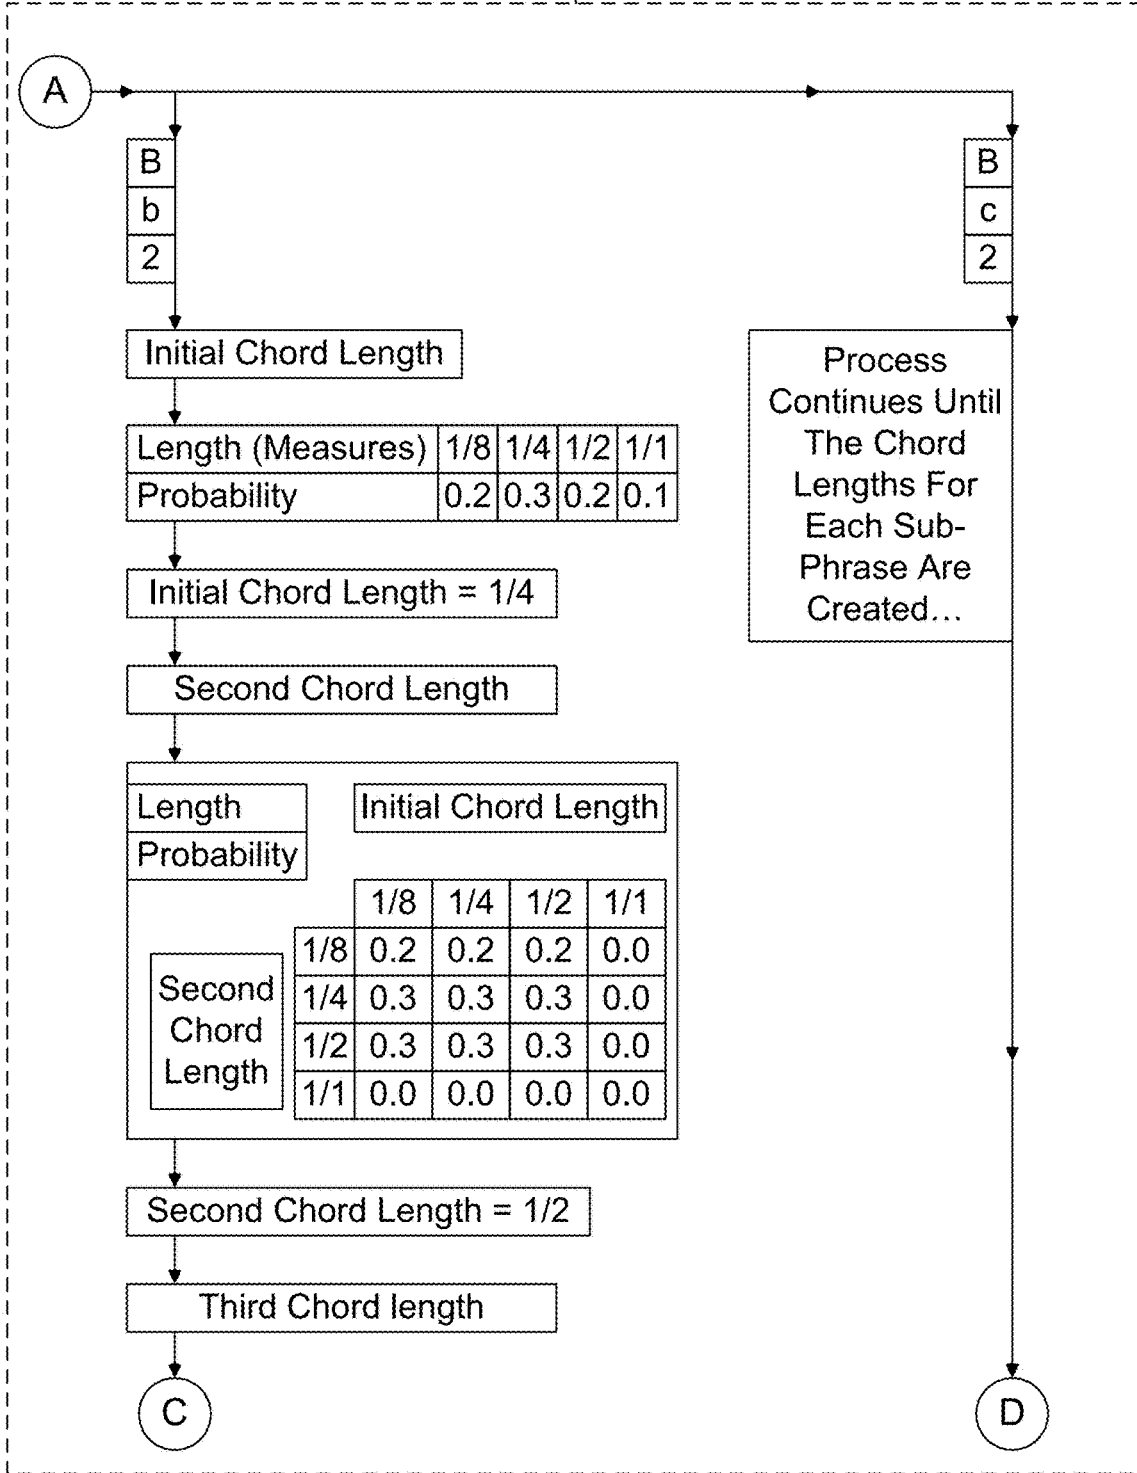 A
B
b
2
Initial Chord Length
Length (Measures) 1/8 1/4 1/2 1/1
Probability 0.2 0.3 0.2 0.1
Initial Chord Length = 1/4
Second Chord Length
Length
Probability
Initial Chord Length
1/8 1/4 1/2 1/1
Second
Chord
Length
1/8 0.2 0.2 0.2 0.0
1/4 0.3 0.3 0.3 0.0
1/2 0.3 0.3 0.3 0.0
1/1 0.0 0.0 0.0 0.0
Second Chord Length = 1/2
Third Chord length
C
B
c
2
Process
Continues Until
The Chord
Lengths For
Each Sub-
Phrase Are
Created...
D